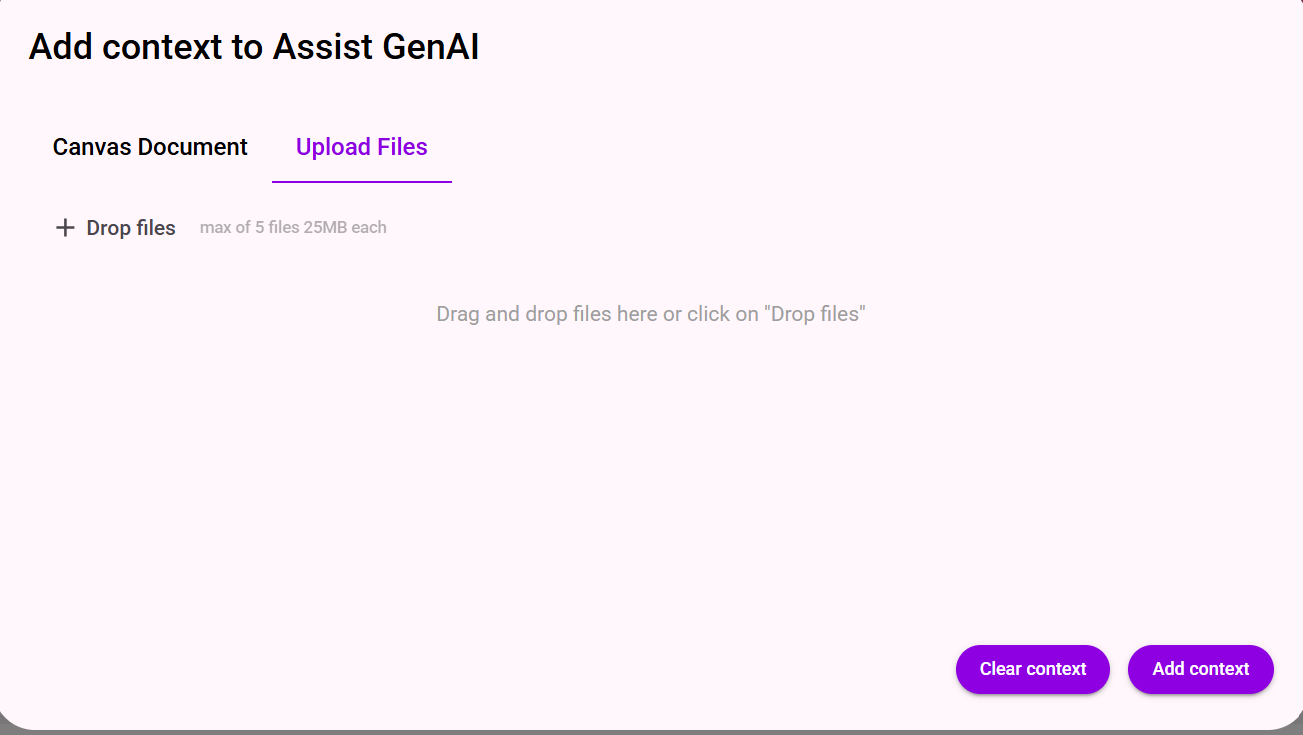 Add context to Assist GenAI
Canvas Document
Upload Files
Drop files
max of 5 files 25MB each
Drag and drop files here or click on "Drop files"
Clear context
Add context